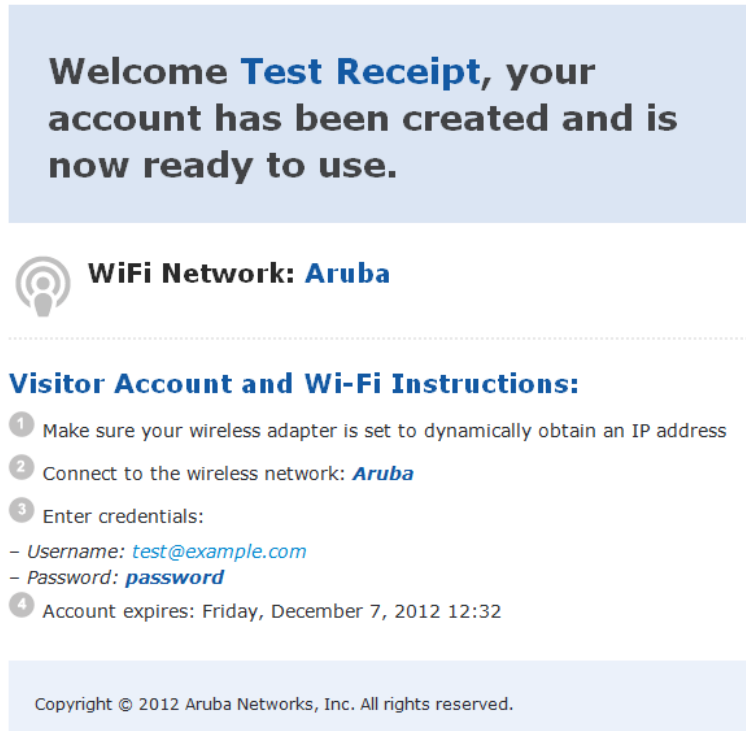 Welcome Test Receipt, your
account has been created and is
now ready to use.
WiFi Network: Aruba
Visitor Account and Wi-Fi Instructions:
1 Make sure your wireless adapter is set to dynamically obtain an IP address
2 Connect to the wireless network: Aruba
3 Enter credentials:
– Username: test@example.com
– Password: password
4 Account expires: Friday, December 7, 2012 12:32
Copyright © 2012 Aruba Networks, Inc. All rights reserved.